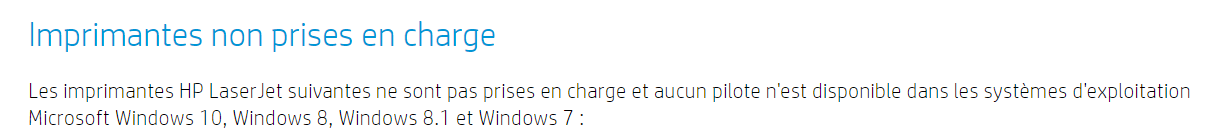 Imprimantes non prises en charge
Les imprimantes HP LaserJet suivantes ne sont pas prises en charge et aucun pilote n'est disponible dans les systèmes d'exploitation
Microsoft Windows 10, Windows 8, Windows 8.1 et Windows 7 :